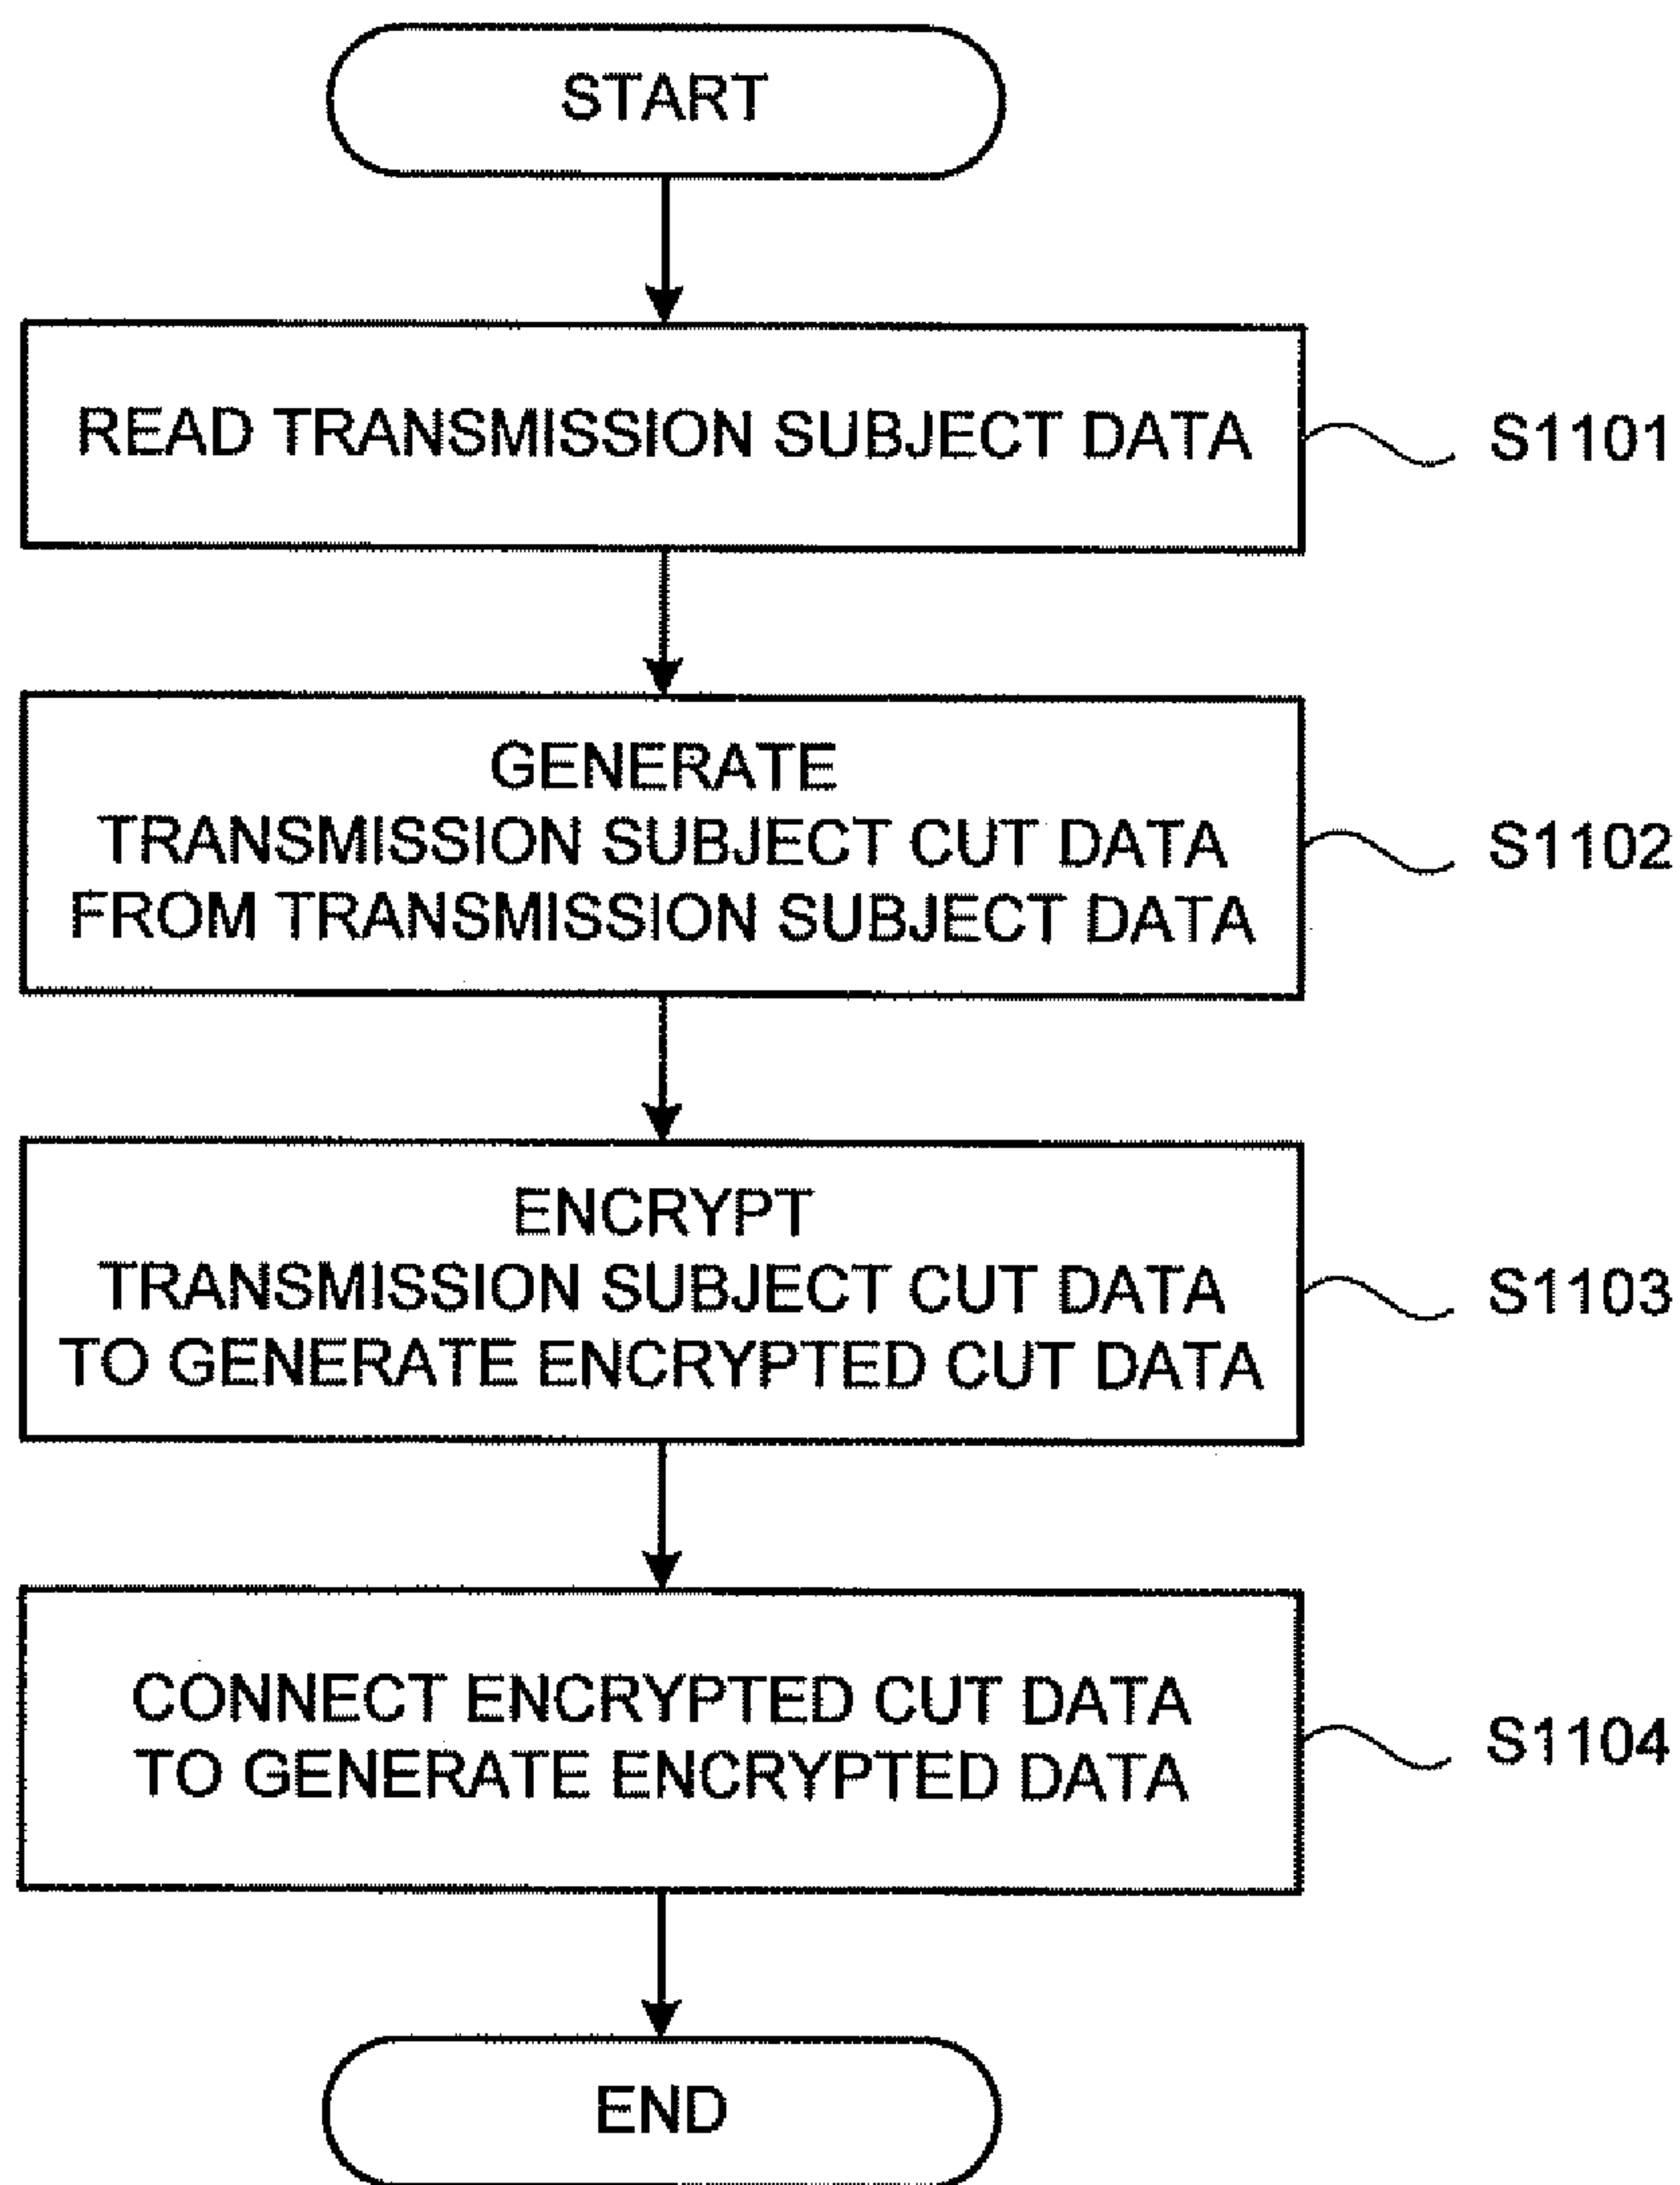 START
READ TRANSMISSION SUBJECT DATA
S1101
GENERATE
TRANSMISSION SUBJECT CUT DATA
FROM TRANSMISSION SUBJECT DATA
S1102
ENCRYPT
TRANSMISSION SUBJECT CUT DATA
TO GENERATE ENCRYPTED CUT DATA
S1103
CONNECT ENCRYPTED CUT DATA
TO GENERATE ENCRYPTED DATA
S1104
END